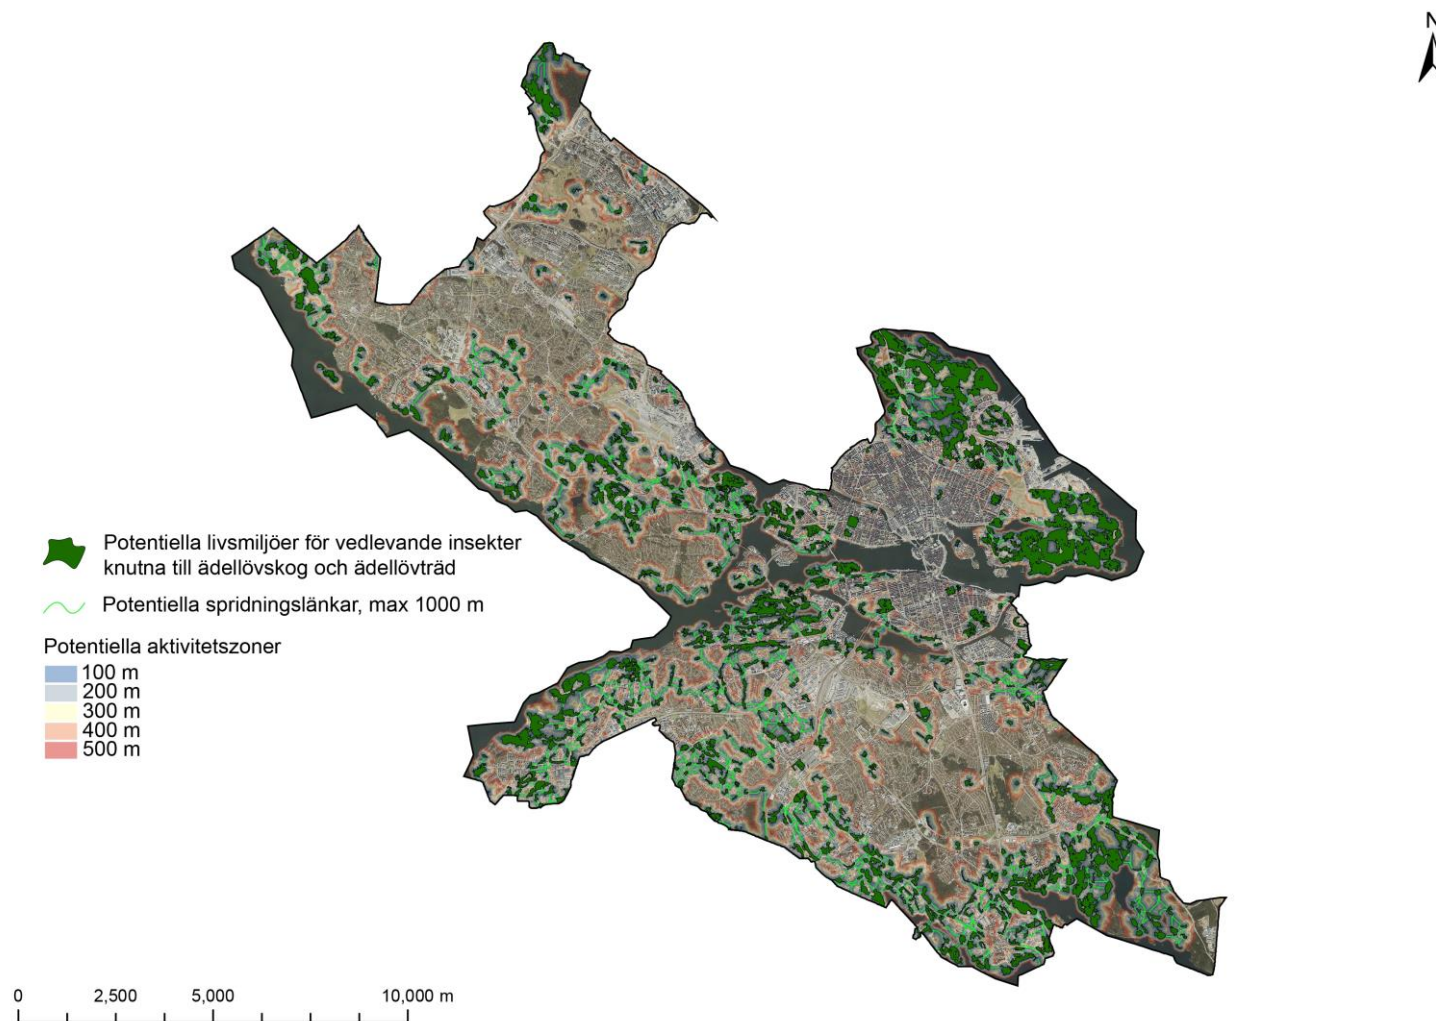 N
Potentiella livsmiljöer för vedlevande insekter
knutna till ädellövskog och ädellövträd
Potentiella spridningslänkar, max 1000 m
Potentiella aktivitetszoner
100 m
200 m
300 m
400 m
500 m
0 2,500 5,000 10,000 m